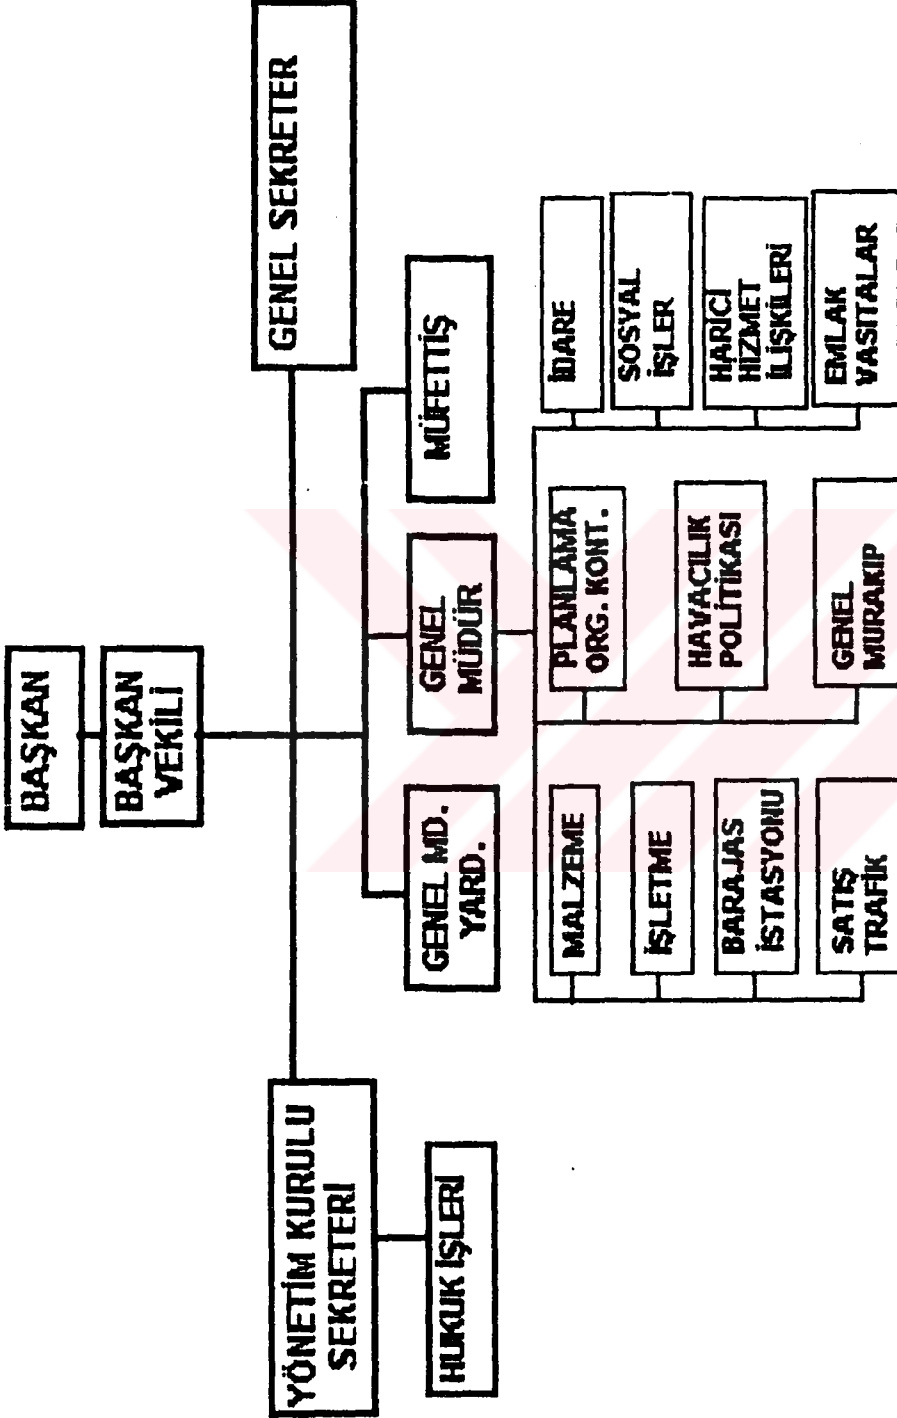 BAŞKAN
BAŞKAN
VEKİLİ
YÖNETİM KURULU
SEKRETERİ
GENEL SEKRETER
HUKUK İŞLERİ
GENEL MD.
YARD.
GENEL
MÜDÜR
MÜFETTİŞ
MALZEME
İŞLETME
BARAJAS
İSTASYONU
SATIŞ
TRAFİK
PLANLAMA
ORG. KONT.
HAVACILIK
POLİTİKASI
GENEL
MURAKIP
İDARE
SOSYAL
İŞLER
HARİCİ
HİZMET
İLİŞKİLERİ
EMLAK
VASITALAR